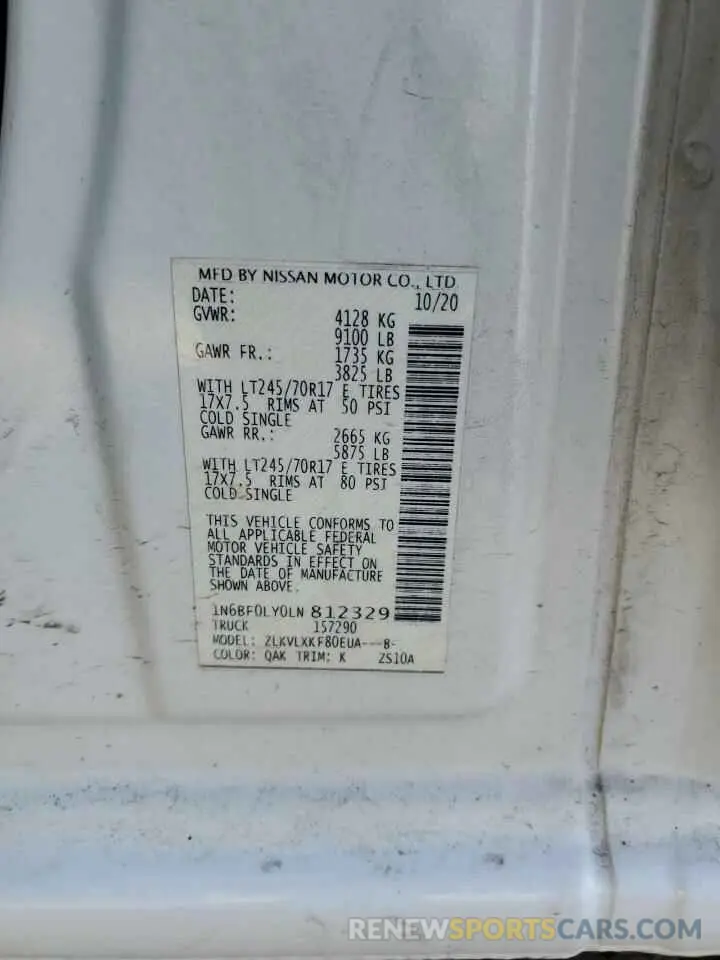 MFD BY NISSAN MOTOR CO., LTD
DATE: 10/20
GVWR: 4128 KG
9100 LB
GAWR FR.: 1735 KG
3825 LB
WITH LT245/70R17 E TIRES
17X7.5 RIMS AT 50 PSI
COLD SINGLE
GAWR RR.: 2665 KG
5875 LB
WITH LT245/70R17 E TIRES
17X7.5 RIMS AT 80 PSI
COLD SINGLE
THIS VEHICLE CONFORMS TO
ALL APPLICABLE FEDERAL
MOTOR VEHICLE SAFETY
STANDARDS IN EFFECT ON
THE DATE OF MANUFACTURE
SHOWN ABOVE.
1N6BF0LY0LN812329
TRUCK 157290
MODEL: ZLKVLXKF80EUA---8-
COLOR: QAK TRIM: K ZS10A
RENEWSPORTSCARS.COM